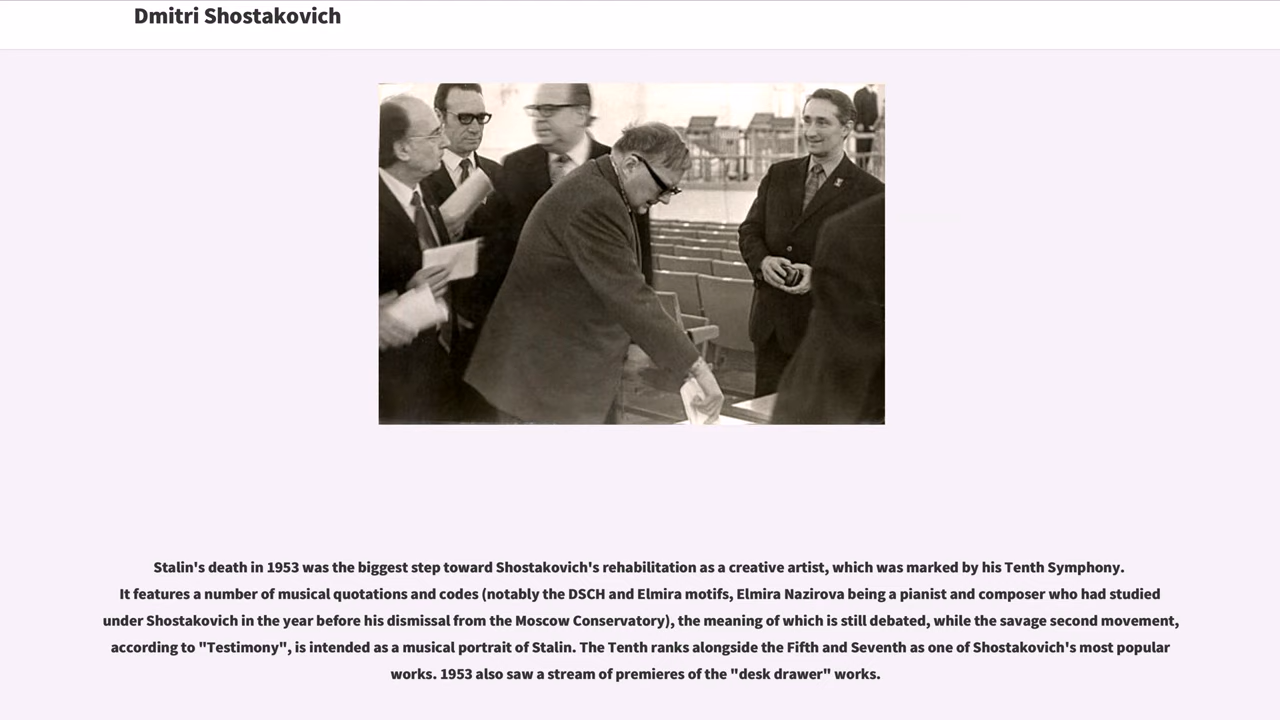 Dmitri Shostakovich
Stalin's death in 1953 was the biggest step toward Shostakovich's rehabilitation as a creative artist, which was marked by his Tenth Symphony.
It features a number of musical quotations and codes (notably the DSCH and Elmira motifs, Elmira Nazirova being a pianist and composer who had studied
under Shostakovich in the year before his dismissal from the Moscow Conservatory), the meaning of which is still debated, while the savage second movement,
according to "Testimony", is intended as a musical portrait of Stalin. The Tenth ranks alongside the Fifth and Seventh as one of Shostakovich's most popular
works. 1953 also saw a stream of premieres of the "desk drawer" works.